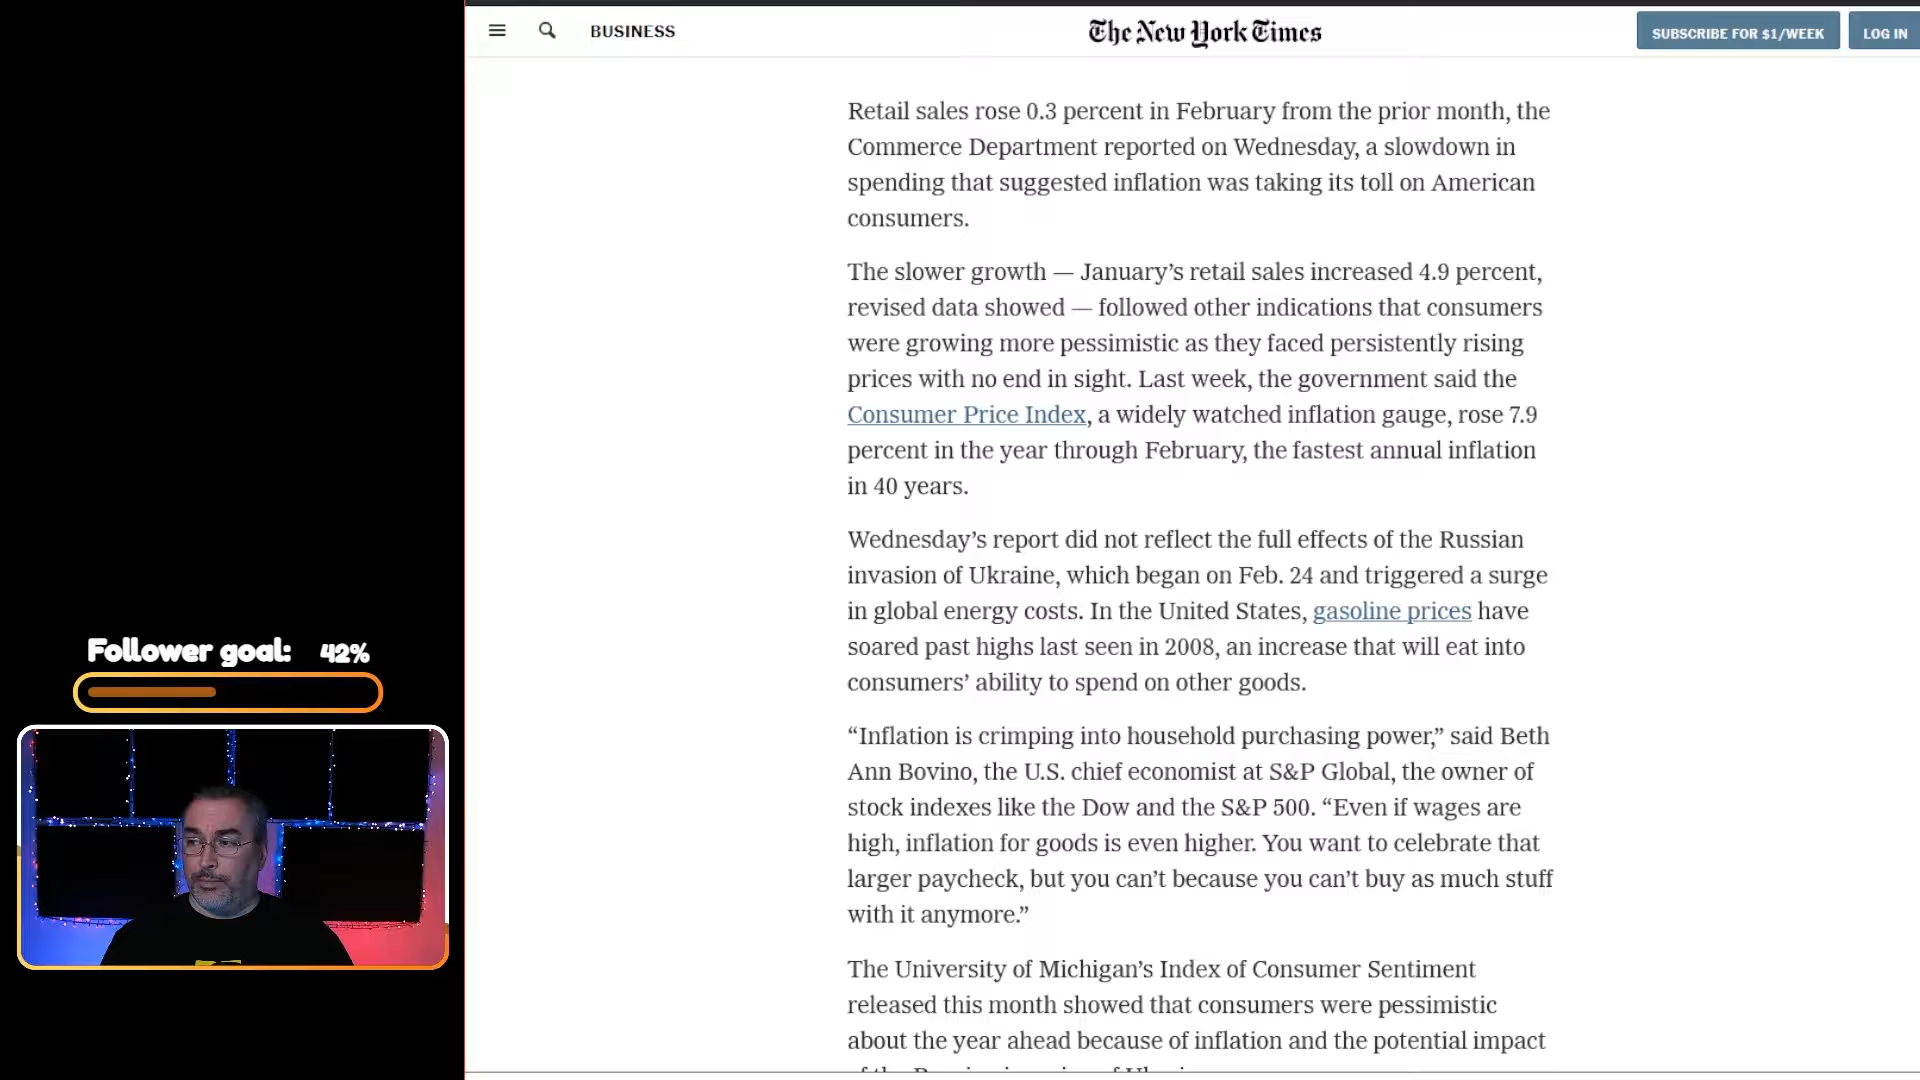 BUSINESS
The New York Times
SUBSCRIBE FOR $1/WEEK
LOG IN
Retail sales rose 0.3 percent in February from the prior month, the
Commerce Department reported on Wednesday, a slowdown in
spending that suggested inflation was taking its toll on American
consumers.
The slower growth — January’s retail sales increased 4.9 percent,
revised data showed — followed other indications that consumers
were growing more pessimistic as they faced persistently rising
prices with no end in sight. Last week, the government said the
Consumer Price Index, a widely watched inflation gauge, rose 7.9
percent in the year through February, the fastest annual inflation
in 40 years.
Wednesday’s report did not reflect the full effects of the Russian
invasion of Ukraine, which began on Feb. 24 and triggered a surge
in global energy costs. In the United States, gasoline prices have
soared past highs last seen in 2008, an increase that will eat into
consumers’ ability to spend on other goods.
“Inflation is crimping into household purchasing power,” said Beth
Ann Bovino, the U.S. chief economist at S&P Global, the owner of
stock indexes like the Dow and the S&P 500. “Even if wages are
high, inflation for goods is even higher. You want to celebrate that
larger paycheck, but you can’t because you can’t buy as much stuff
with it anymore.”
The University of Michigan’s Index of Consumer Sentiment
released this month showed that consumers were pessimistic
about the year ahead because of inflation and the potential impact
Follower goal: 42%